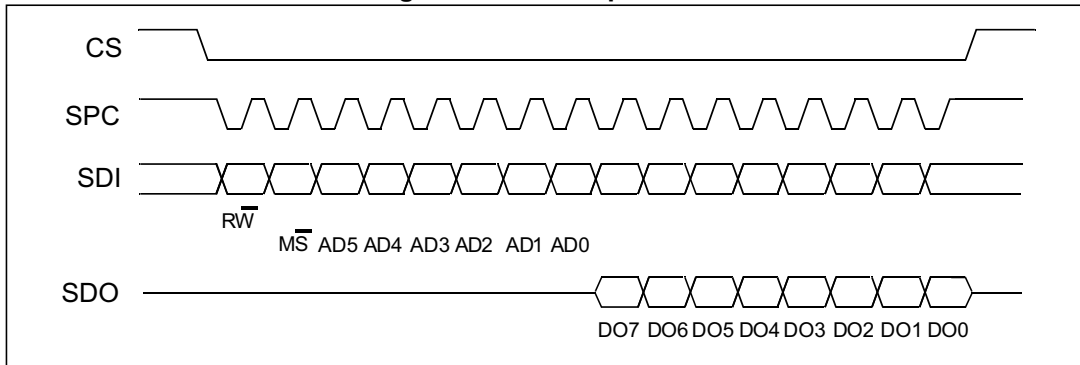 CS
SPC
SDI
RW̅
MS̅ AD5 AD4 AD3 AD2 AD1 AD0
SDO
DO7 DO6 DO5 DO4 DO3 DO2 DO1 DO0